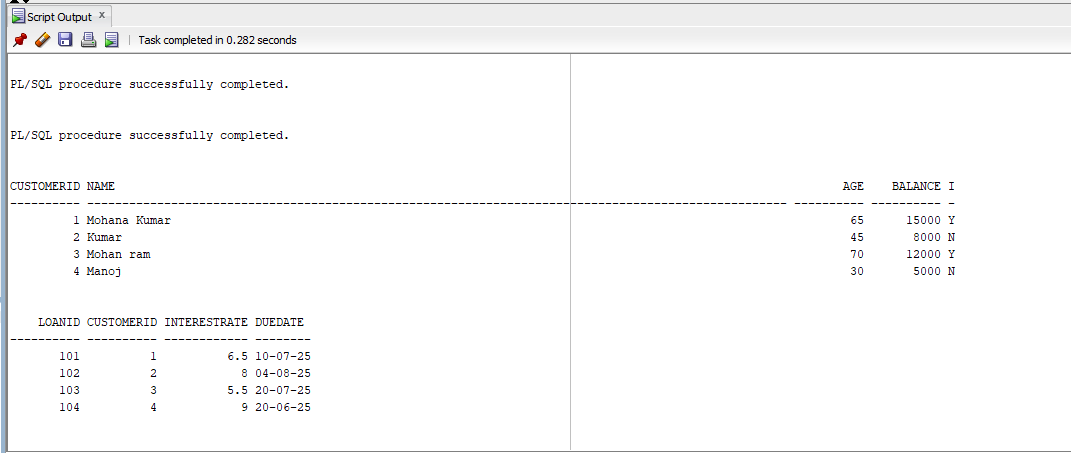 Script Output x
Task completed in 0.282 seconds
PL/SQL procedure successfully completed.
PL/SQL procedure successfully completed.
CUSTOMERID NAME AGE BALANCE I
---------- ---------------------------------------------------------------------------------------------------- ---------- ---------- -
1 Mohana Kumar 65 15000 Y
2 Kumar 45 8000 N
3 Mohan ram 70 12000 Y
4 Manoj 30 5000 N
LOANID CUSTOMERID INTERESTRATE DUEDATE
---------- ---------- ------------ --------
101 1 6.5 10-07-25
102 2 8 04-08-25
103 3 5.5 20-07-25
104 4 9 20-06-25